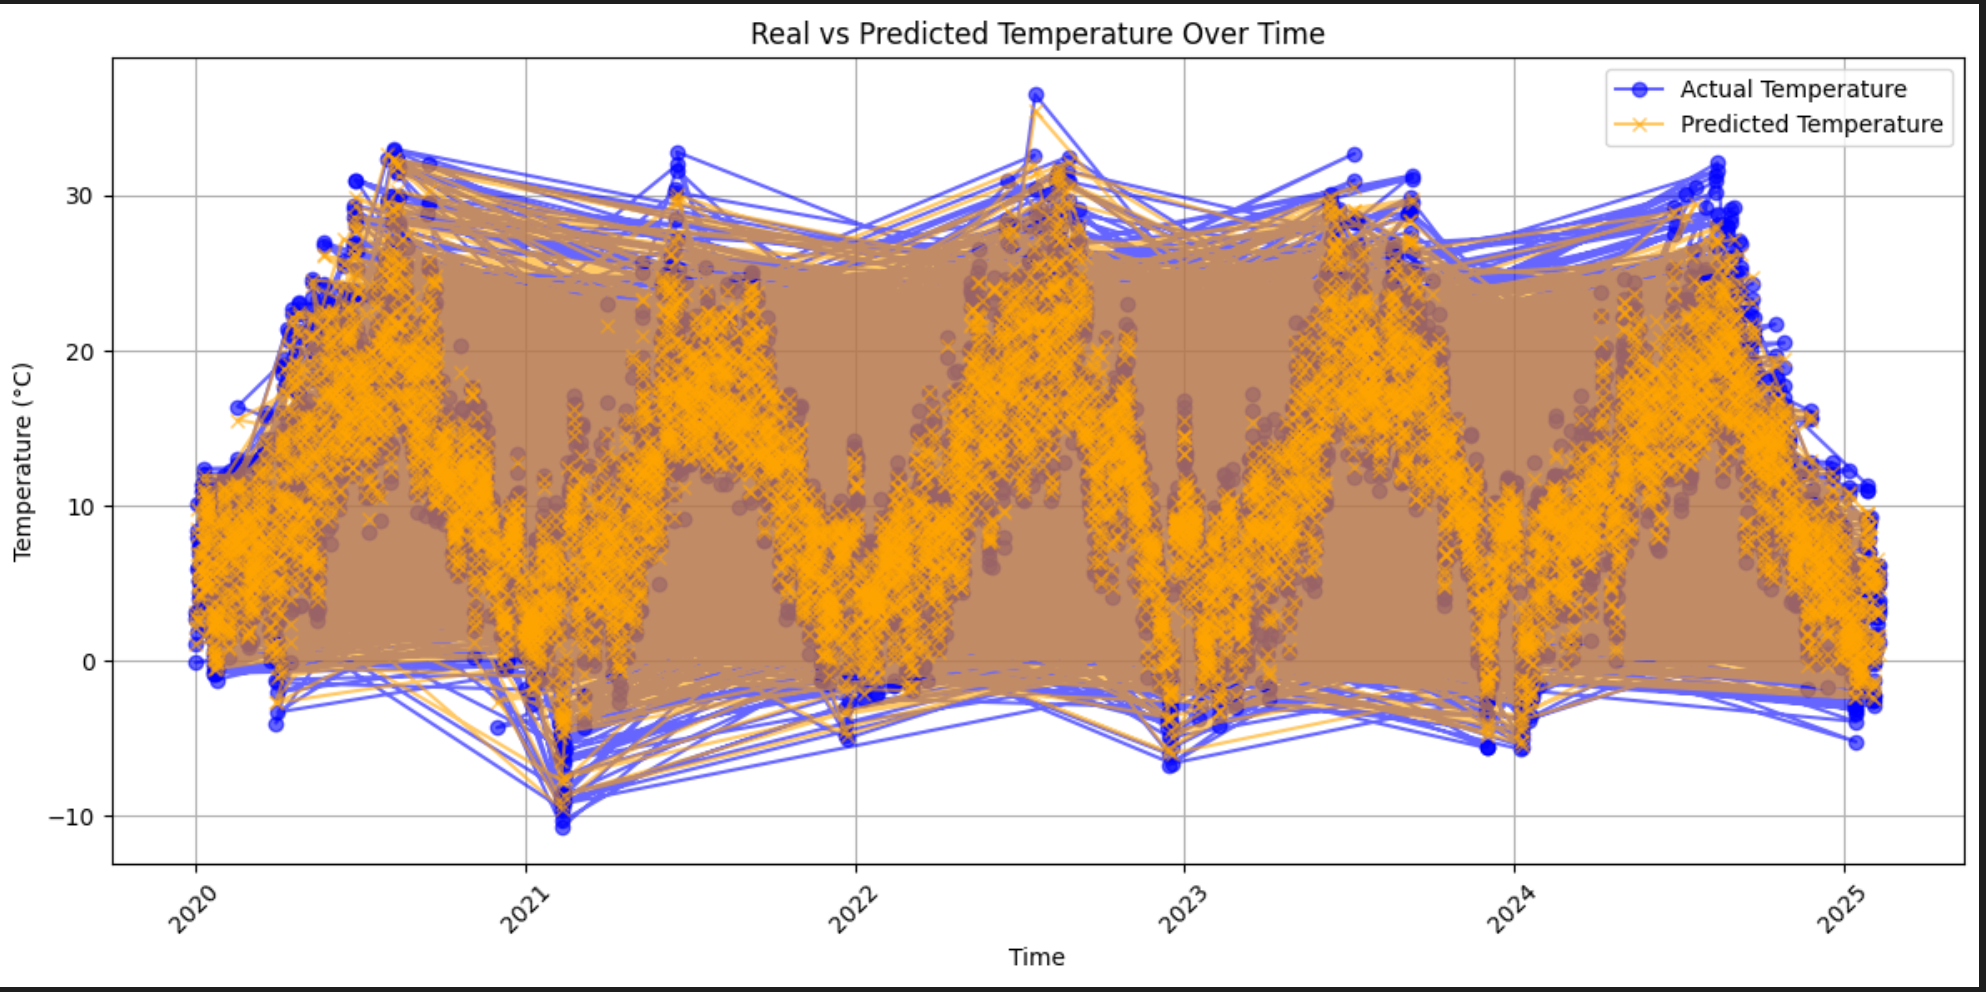 Real vs Predicted Temperature Over Time
Actual Temperature
Predicted Temperature
Temperature (°C)
30
20
10
0
−10
2020
2021
2022
2023
2024
2025
Time